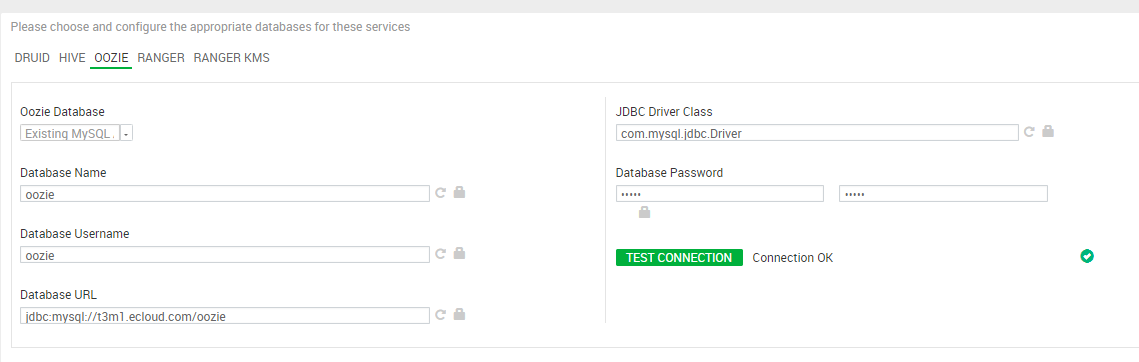 Please choose and configure the appropriate databases for these services
DRUID HIVE OOZIE RANGER RANGER KMS
Oozie Database
Existing MySQL
Database Name
oozie
Database Username
oozie
Database URL
jdbc:mysql://t3m1.ecloud.com/oozie
JDBC Driver Class
com.mysql.jdbc.Driver
Database Password
••••• •••••
TEST CONNECTION Connection OK